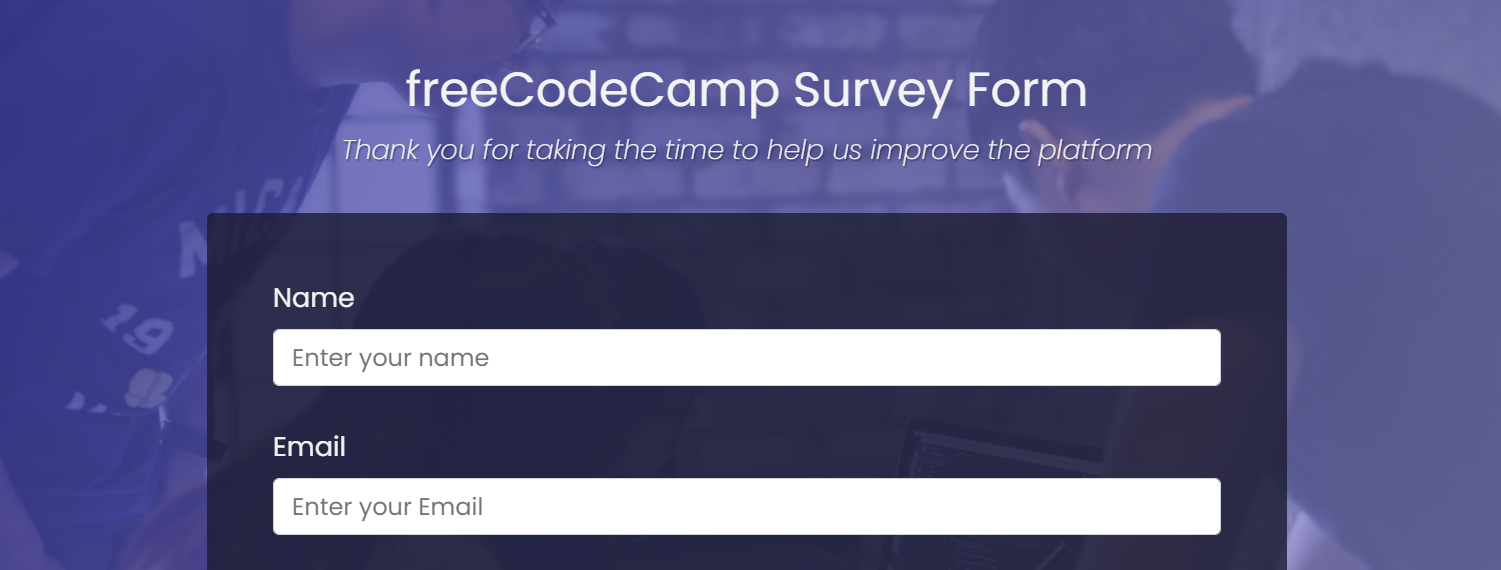 freeCodeCamp Survey Form
Thank you for taking the time to help us improve the platform
Name
Enter your name
Email
Enter your Email
19